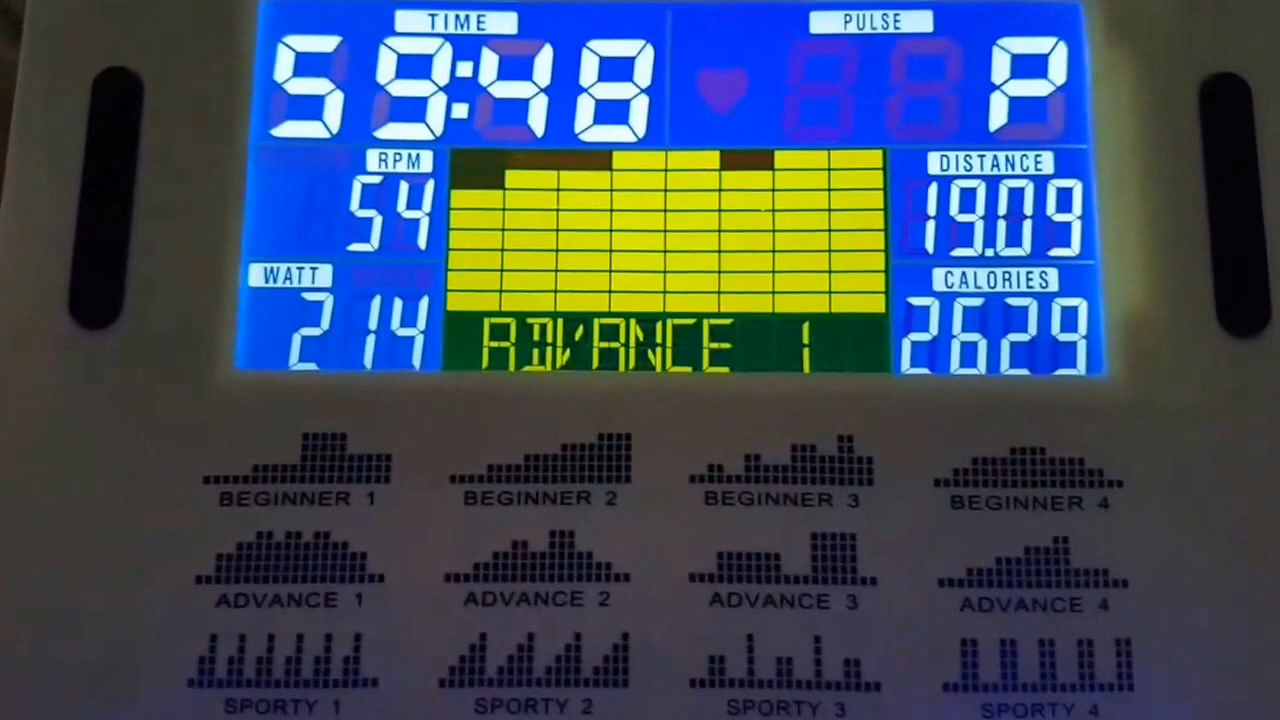 TIME PULSE
59:48 P
RPM DISTANCE
54 19.09
WATT CALORIES
214 2629
ADVANCE 1
BEGINNER 1 BEGINNER 2 BEGINNER 3 BEGINNER 4
ADVANCE 1 ADVANCE 2 ADVANCE 3 ADVANCE 4
SPORTY 1 SPORTY 2 SPORTY 3 SPORTY 4